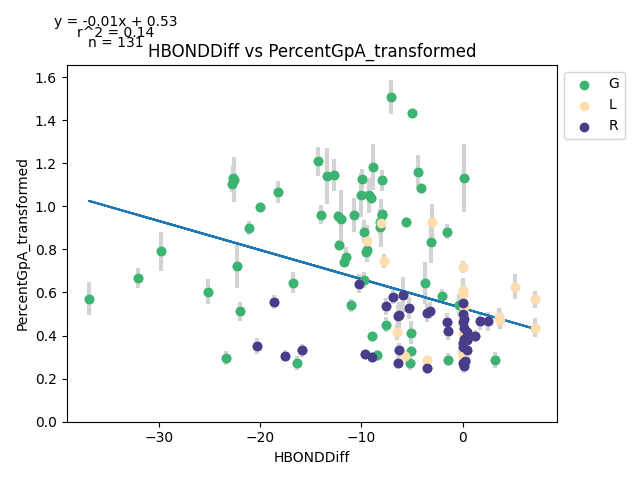 y = -0.01x + 0.53
r^2 = 0.14
n = 131
HBONDDiff vs PercentGpA_transformed
PercentGpA_transformed
1.6
1.4
1.2
1.0
0.8
0.6
0.4
0.2
0.0
−30
−20
−10
0
HBONDDiff
G
L
R